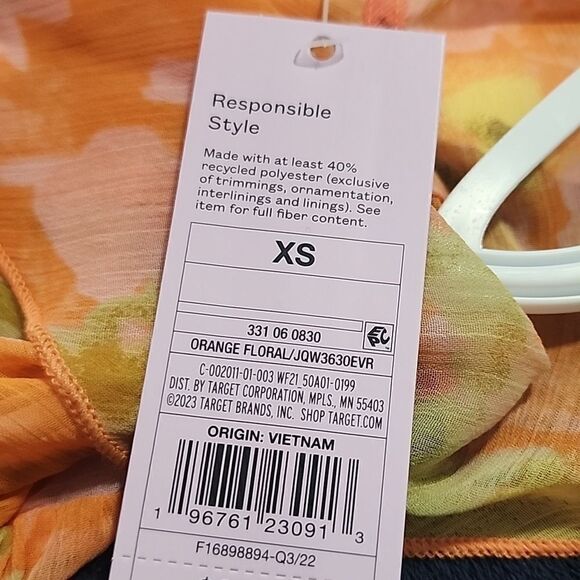 Responsible
Style
Made with at least 40%
recycled polyester (exclusive
of trimmings, ornamentation,
interlinings and linings). See
item for full fiber content.
XS
331 06 0830
ORANGE FLORAL/JQW3630EVR
C-002011-01-003 WF21_50A01-0199
DIST. BY TARGET CORPORATION, MPLS, MN 55403
©2023 TARGET BRANDS, INC. SHOP TARGET.COM
ORIGIN: VIETNAM
1 96761 23091 3
F16898894-Q3/22